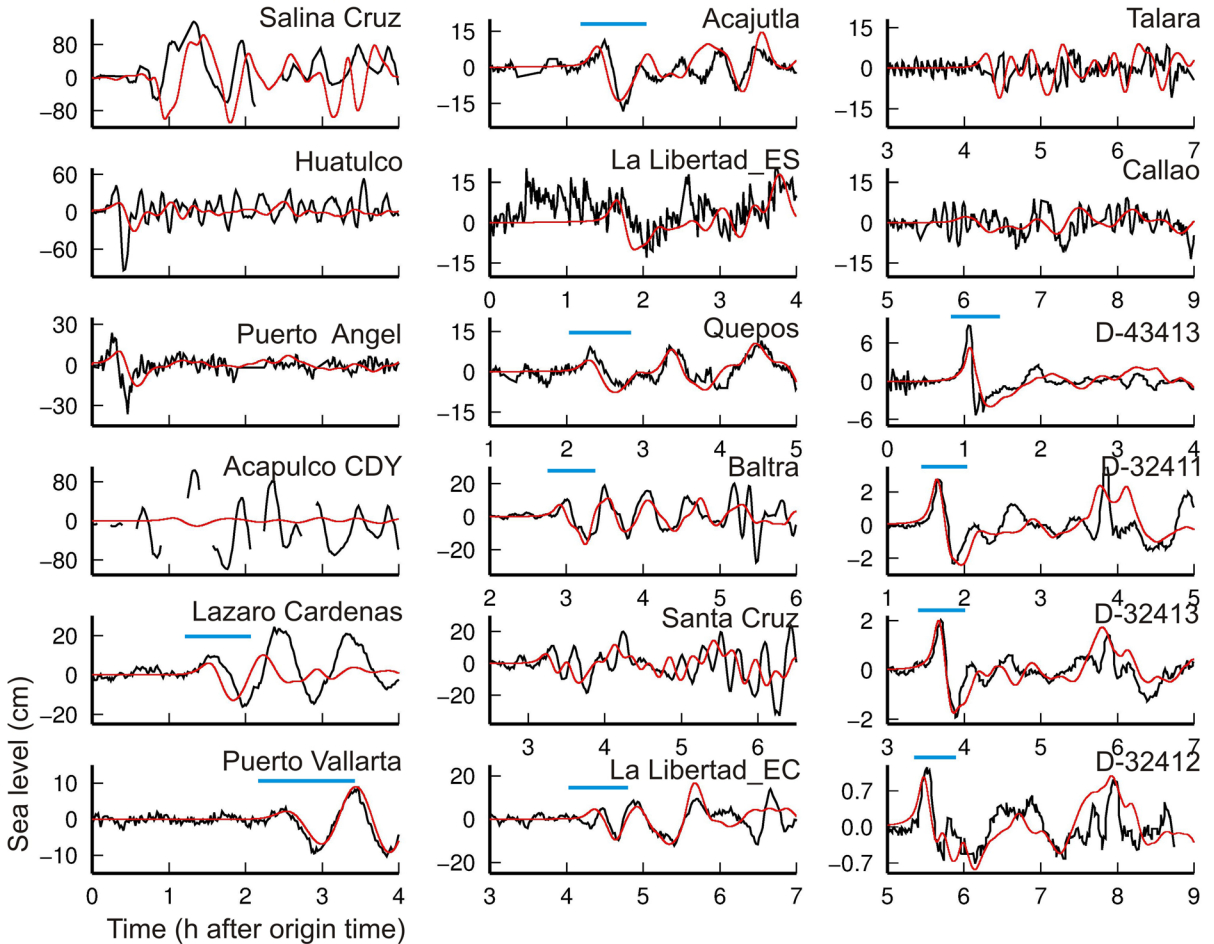 Salina Cruz
80
0
−80
Huatulco
60
0
−60
Puerto Angel
30
0
−30
Acapulco CDY
80
0
−80
Lazaro Cardenas
20
0
−20
Puerto Vallarta
10
0
−10
0 1 2 3 4
Sea level (cm)
Time (h after origin time)
Acajutla
15
0
−15
La Libertad_ES
15
0
−15
0 1 2 3 4
Quepos
15
0
−15
1 2 3 4 5
Baltra
20
0
−20
2 3 4 5 6
Santa Cruz
20
0
−20
3 4 5 6
La Libertad_EC
20
0
−20
3 4 5 6 7
Talara
15
0
−15
3 4 5 6 7
Callao
15
0
−15
5 6 7 8 9
D-43413
6
0
−6
0 1 2 3 4
D-32411
2
0
−2
1 2 3 4 5
D-32413
2
0
−2
3 4 5 6 7
D-32412
0.7
0.0
−0.7
5 6 7 8 9